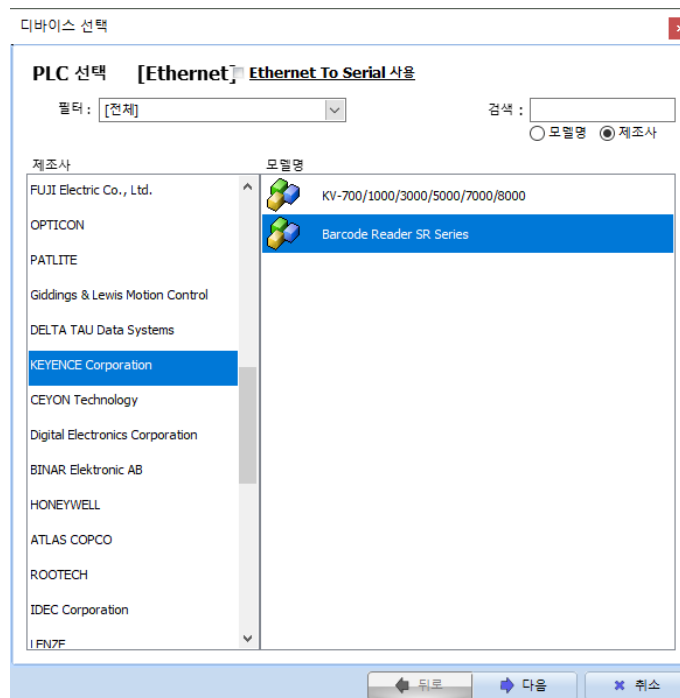 디바이스 선택
PLC 선택 [Ethernet] Ethernet To Serial 사용
필터 : [전체] 검색 :
모델명 제조사
제조사 모델명
FUJI Electric Co., Ltd.
OPTICON
PATLITE
Giddings & Lewis Motion Control
DELTA TAU Data Systems
KEYENCE Corporation
CEYON Technology
Digital Electronics Corporation
BINAR Elektronic AB
HONEYWELL
ATLAS COPCO
ROOTECH
IDEC Corporation
LENZE
KV-700/1000/3000/5000/7000/8000
Barcode Reader SR Series
뒤로 다음 취소